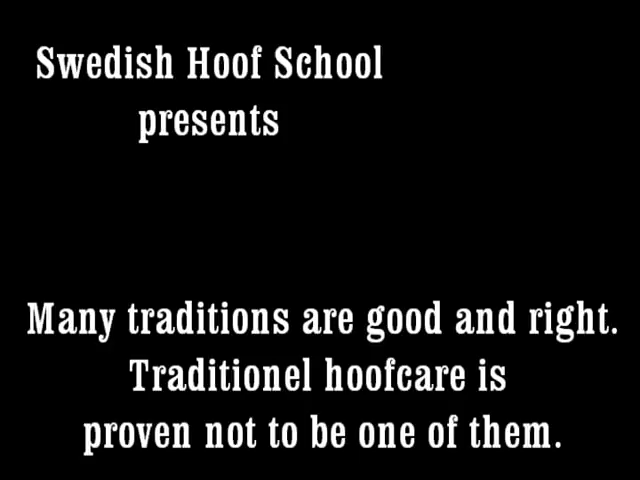 Swedish Hoof School
presents
Many traditions are good and right.
Traditionel hoofcare is
proven not to be one of them.